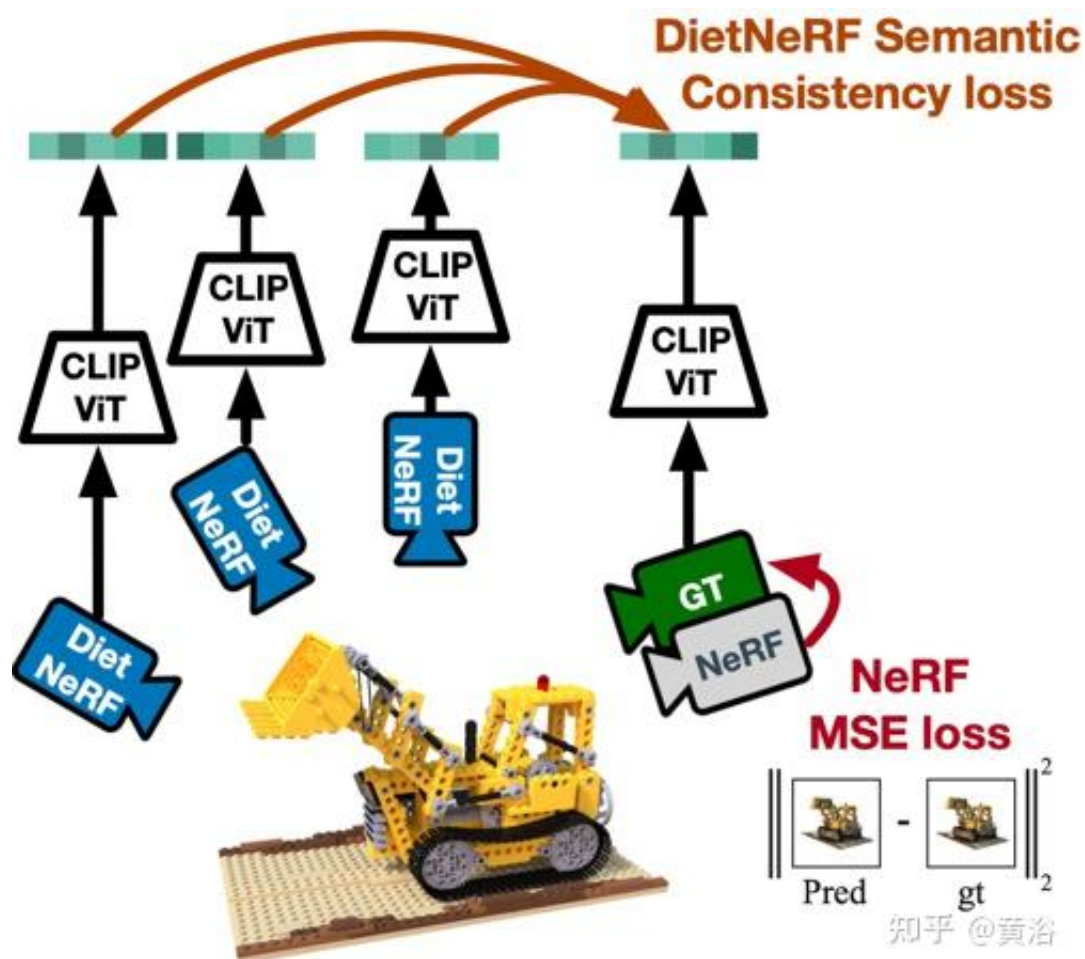 DietNeRF Semantic
Consistency loss
CLIP
ViT
CLIP
ViT
CLIP
ViT
CLIP
ViT
Diet
NeRF
Diet
NeRF
Diet
NeRF
GT
NeRF
NeRF
MSE loss
2
-
Pred
gt
2
知乎 @黄浴